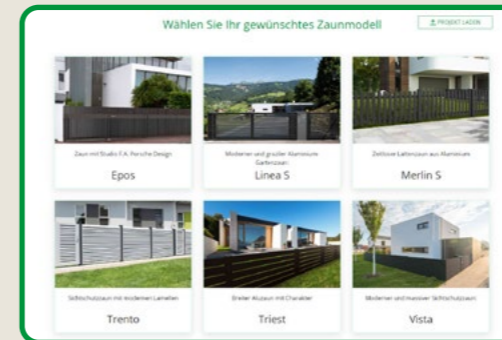 Wählen Sie Ihr gewünschtes Zaunmodell
PROJEKT LADEN
Zaun mit Studio F.A. Porsche Design
Epos
Moderner und großer Aluminium
Gartenzaun
Linea S
Zeitloser Lattenzaun aus Aluminium
Merlin S
Sichtschutzzaun mit modernen Lamellen
Trento
Breiter Aluzaun mit Charakter
Triest
Moderner und massiver Sichtschutzzaun
Vista